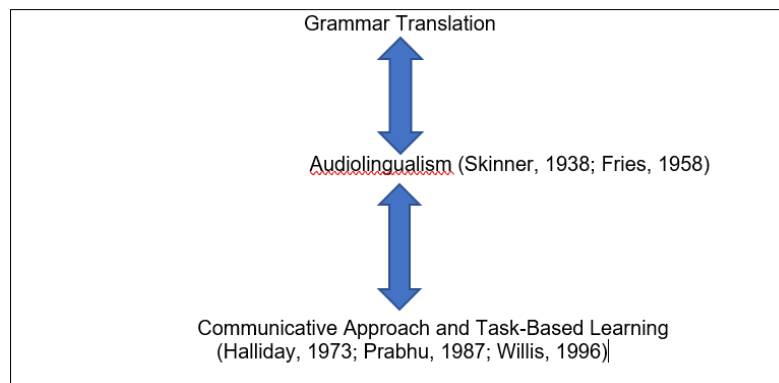 Grammar Translation
Audiolingualism (Skinner, 1938; Fries, 1958)
Communicative Approach and Task-Based Learning
(Halliday, 1973; Prabhu, 1987; Willis, 1996)